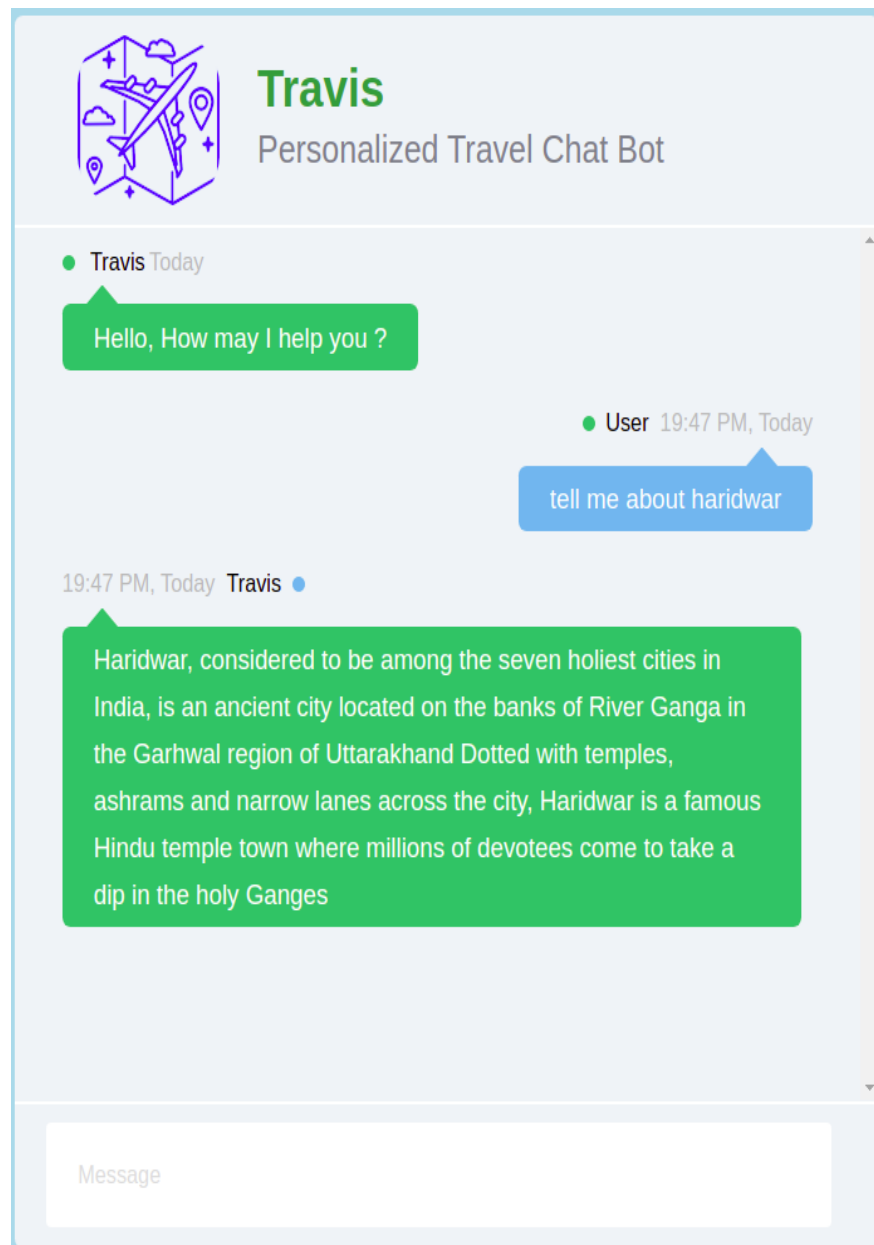 Travis
Personalized Travel Chat Bot
Travis Today
Hello, How may I help you ?
User 19:47 PM, Today
tell me about haridwar
19:47 PM, Today Travis
Haridwar, considered to be among the seven holiest cities in
India, is an ancient city located on the banks of River Ganga in
the Garhwal region of Uttarakhand Dotted with temples,
ashrams and narrow lanes across the city, Haridwar is a famous
Hindu temple town where millions of devotees come to take a
dip in the holy Ganges
Message